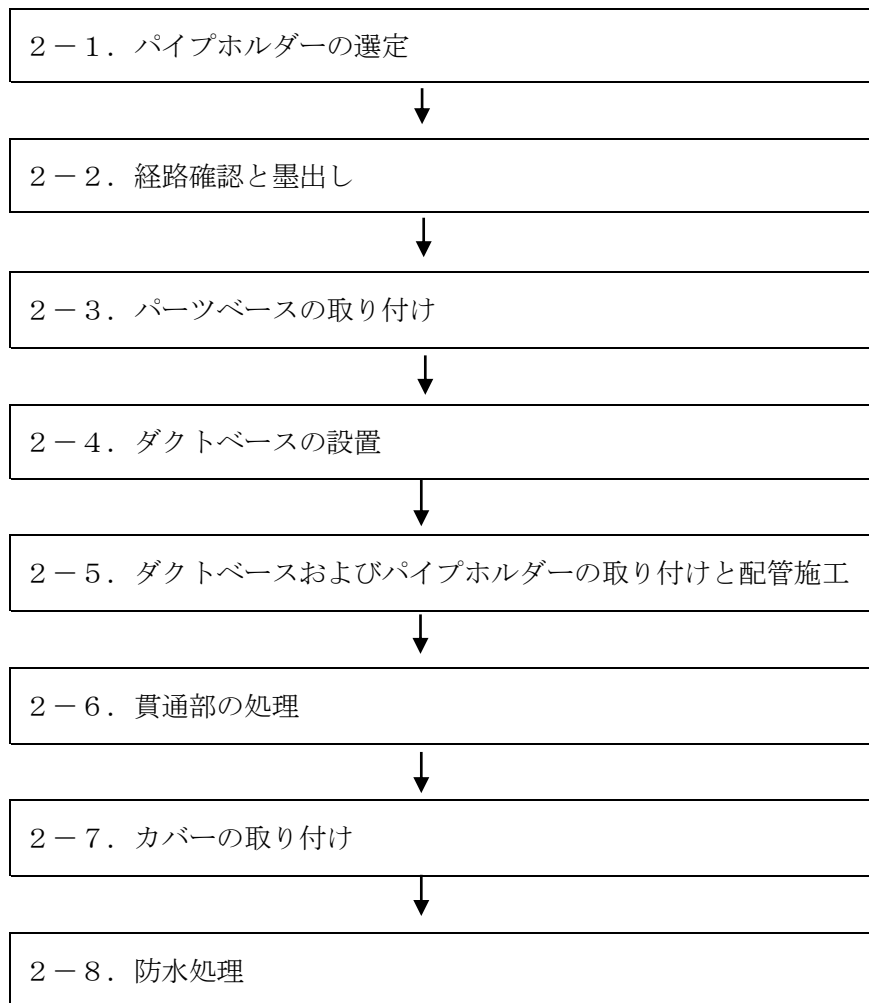 2－1．パイプホルダーの選定
2－2．経路確認と墨出し
2－3．パーツベースの取り付け
2－4．ダクトベースの設置
2－5．ダクトベースおよびパイプホルダーの取り付けと配管施工
2－6．貫通部の処理
2－7．カバーの取り付け
2－8．防水処理